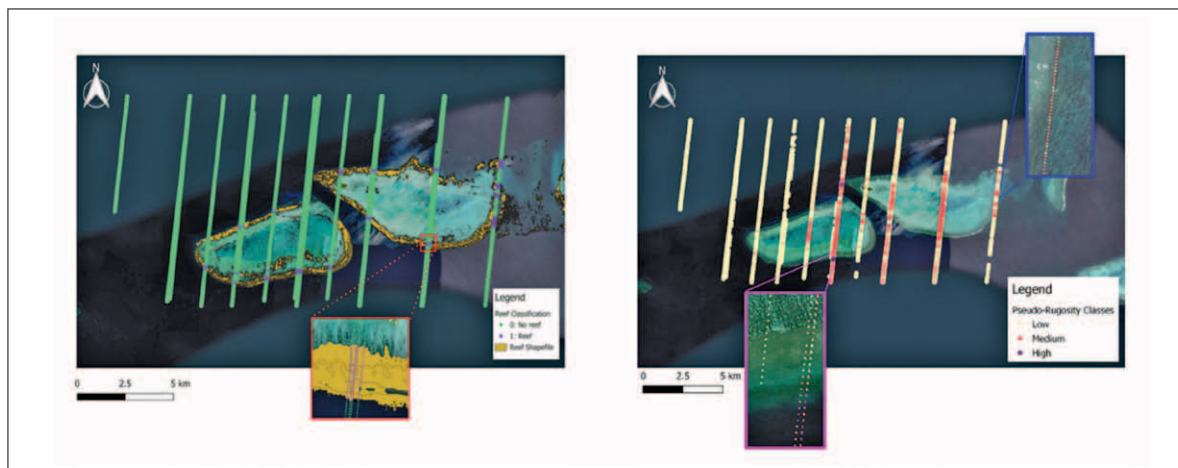 N
Legend
Reef Classification
0: No reef
1: Reef
Reef Shapefile
0 2.5 5 km
N
Legend
Pseudo-Rugosity Classes
Low
Medium
High
0 2.5 5 km